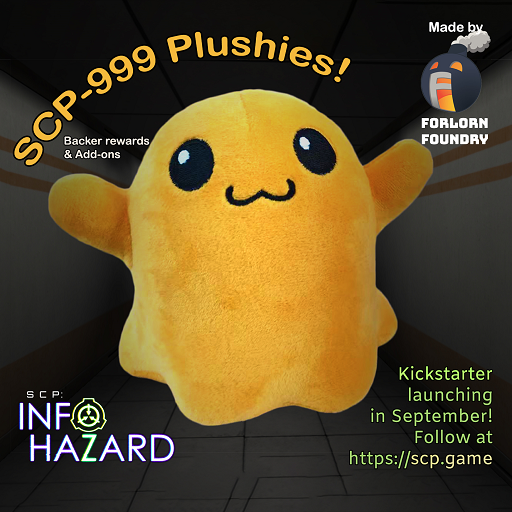 SCP-999 Plushies!
Made by
FORLORN
FOUNDRY
Backer rewards
& Add-ons
SCP:
INFO
HAZARD
Kickstarter
launching
in September!
Follow at
https://scp.game